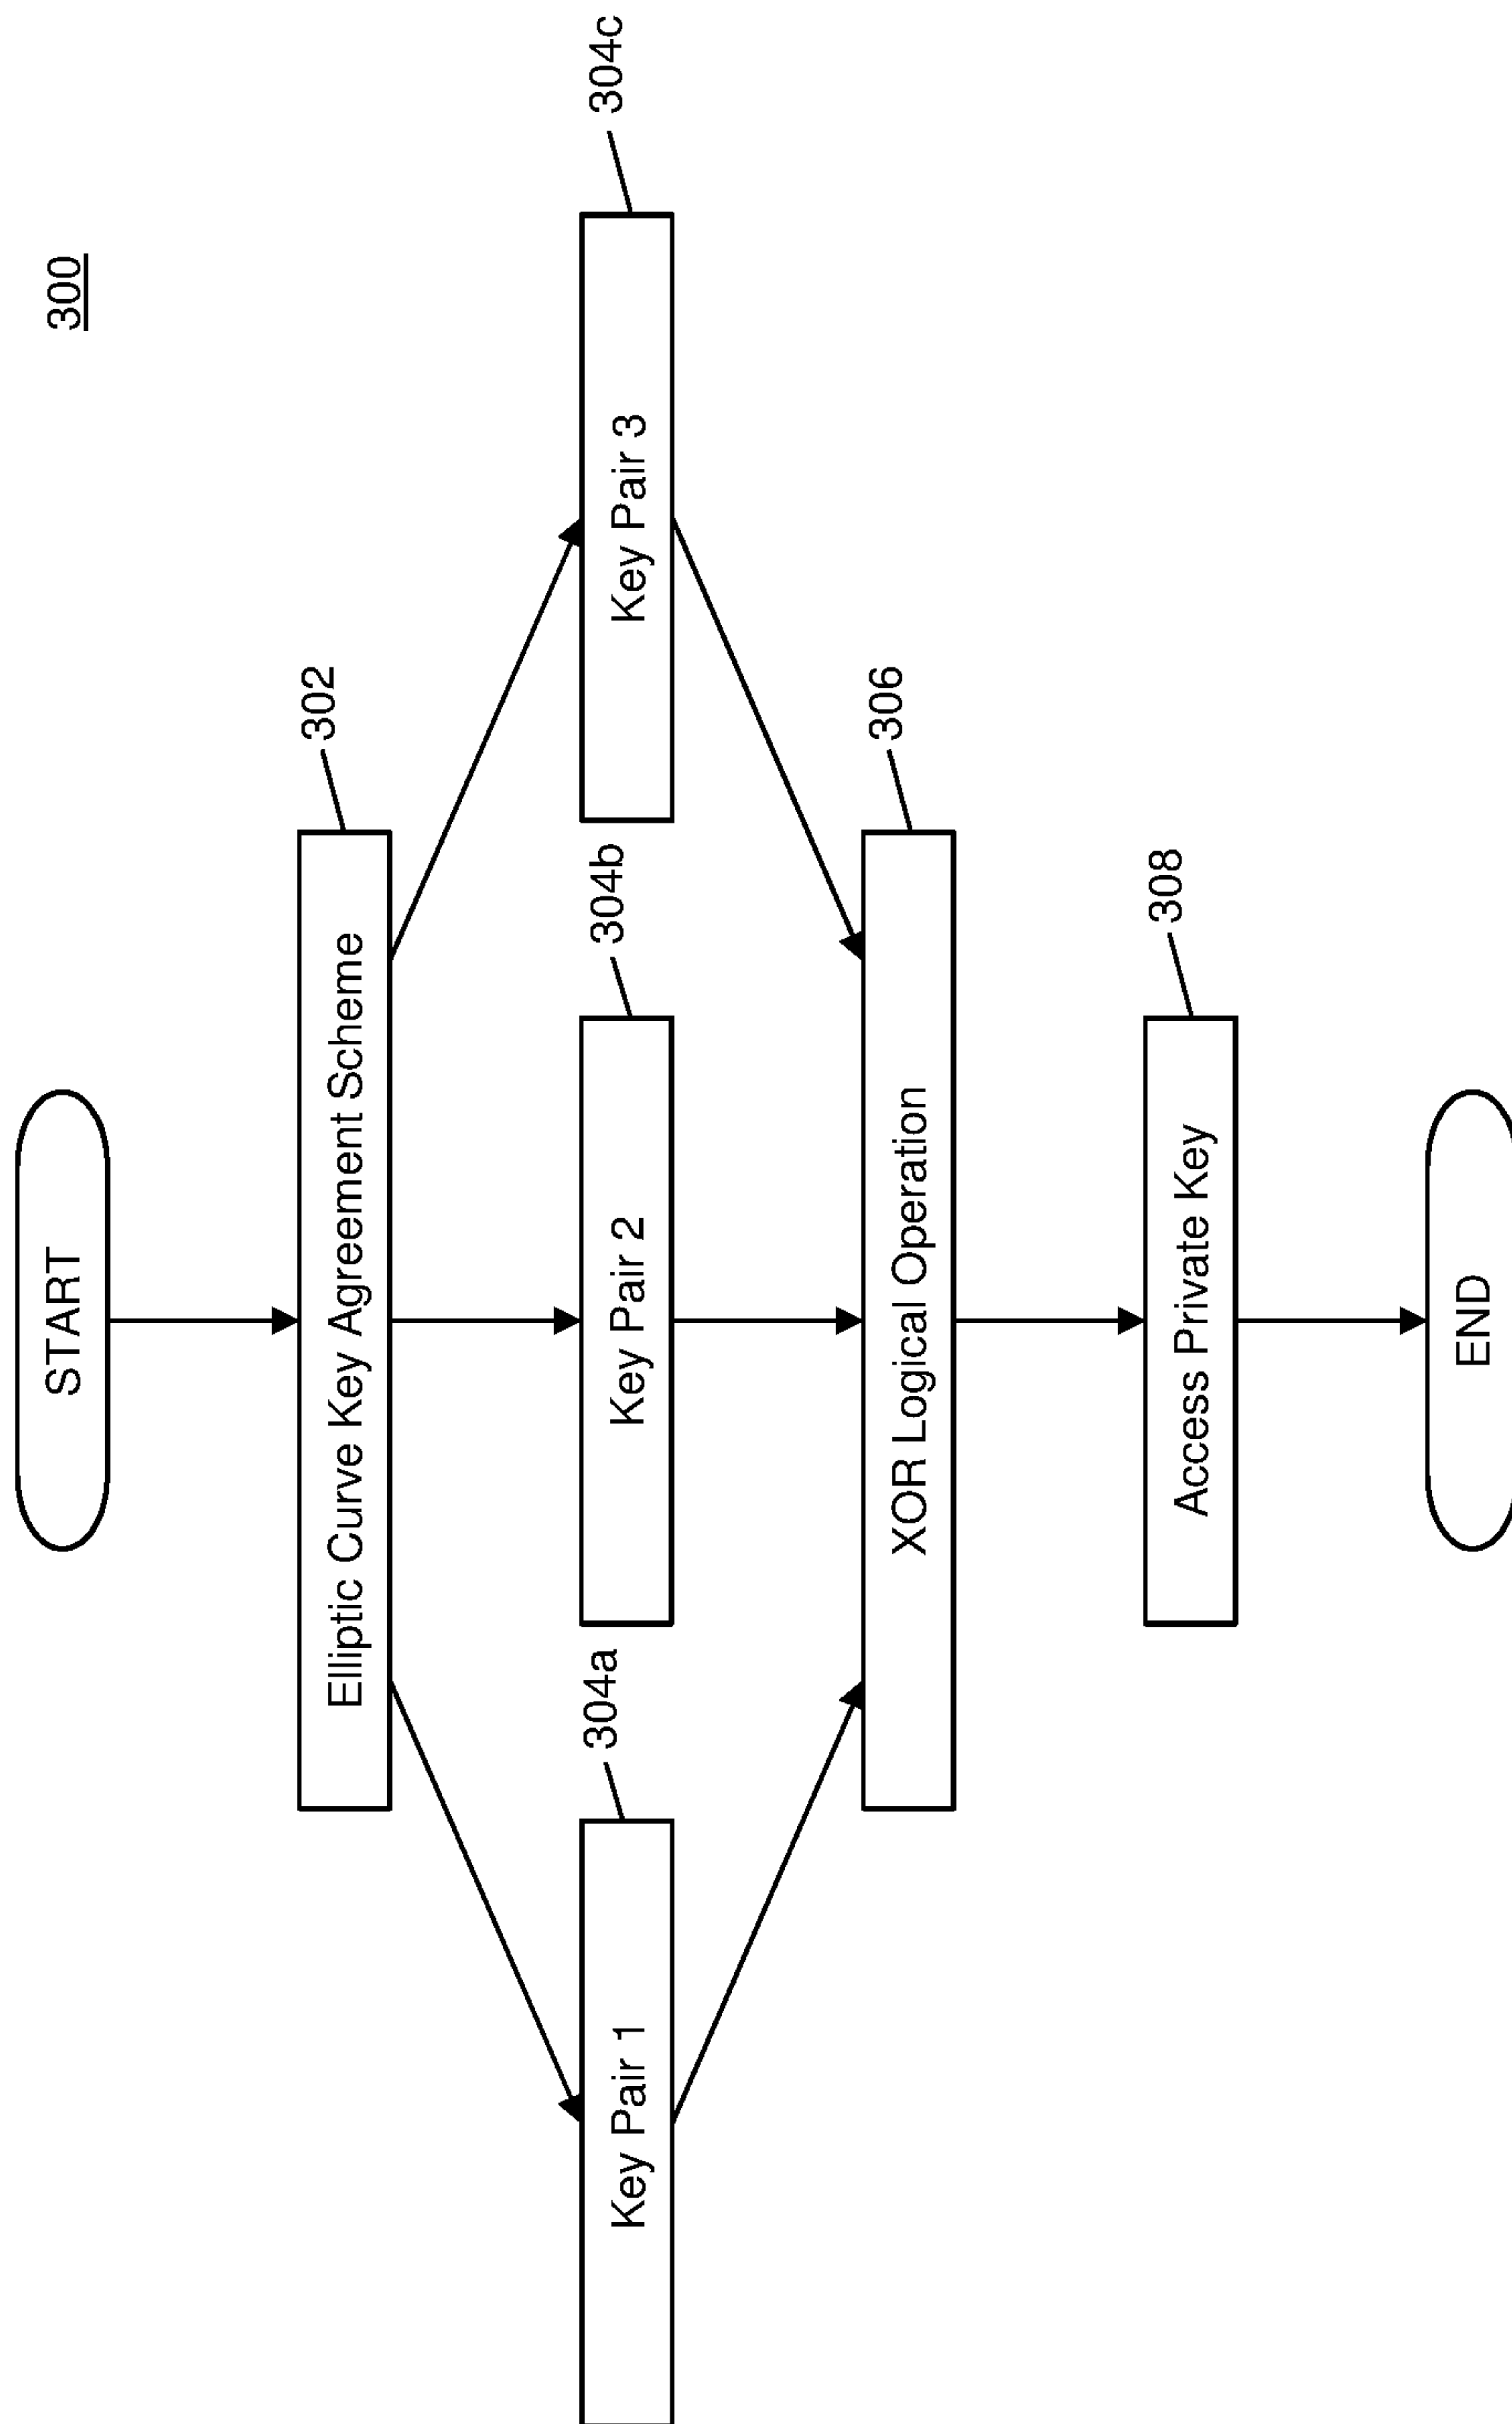 300
START
302
Elliptic Curve Key Agreement Scheme
304a
304b
304c
Key Pair 1
Key Pair 2
Key Pair 3
306
XOR Logical Operation
308
Access Private Key
END